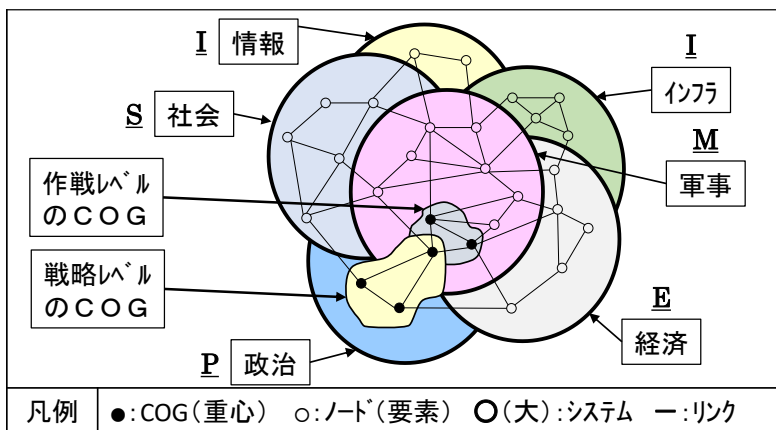 I 情報
I
インフラ
S 社会
M
軍事
作戦ﾚﾍﾞﾙ
のＣＯＧ
戦略ﾚﾍﾞﾙ
のＣＯＧ
E
経済
P 政治
凡例 ●:COG(重心) ○:ノード(要素) ○(大):システム ー:リンク